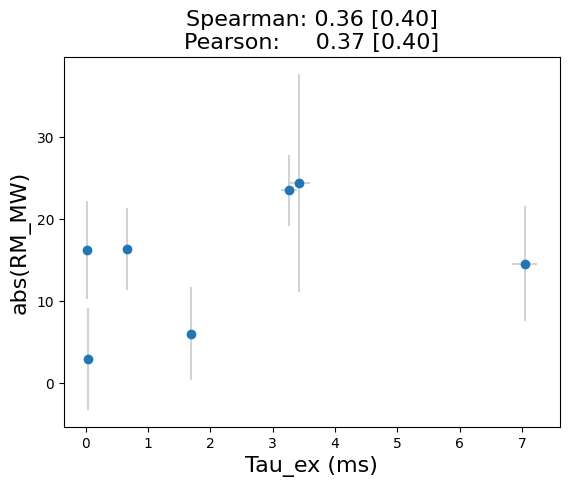 Spearman: 0.36 [0.40]
Pearson: 0.37 [0.40]
abs(RM_MW)
30
20
10
0
0 1 2 3 4 5 6 7
Tau_ex (ms)